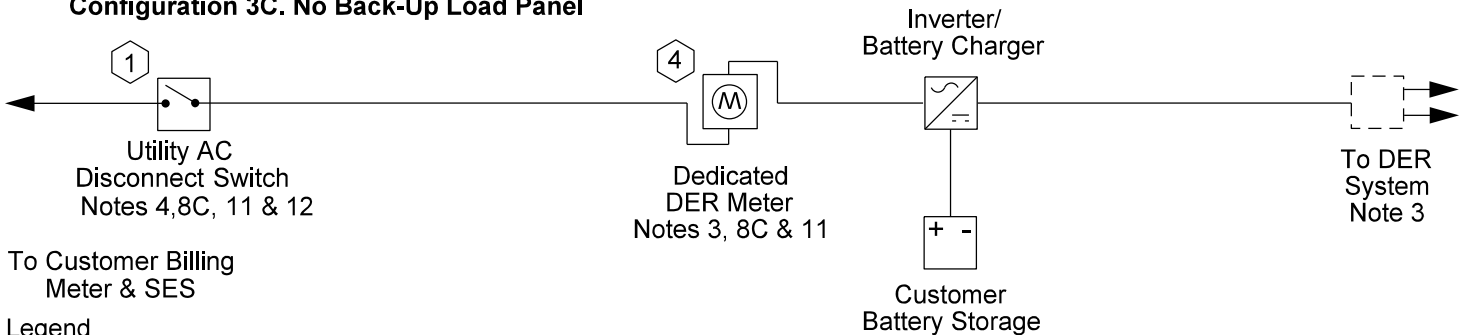 Configuration 3C. No Back-Up Load Panel
Inverter/
Battery Charger
1
4
M
Utility AC
Disconnect Switch
Notes 4,8C, 11 & 12
Dedicated
DER Meter
Notes 3, 8C & 11
To DER
System
Note 3
+ -
To Customer Billing
Meter & SES
Customer
Battery Storage
Legend